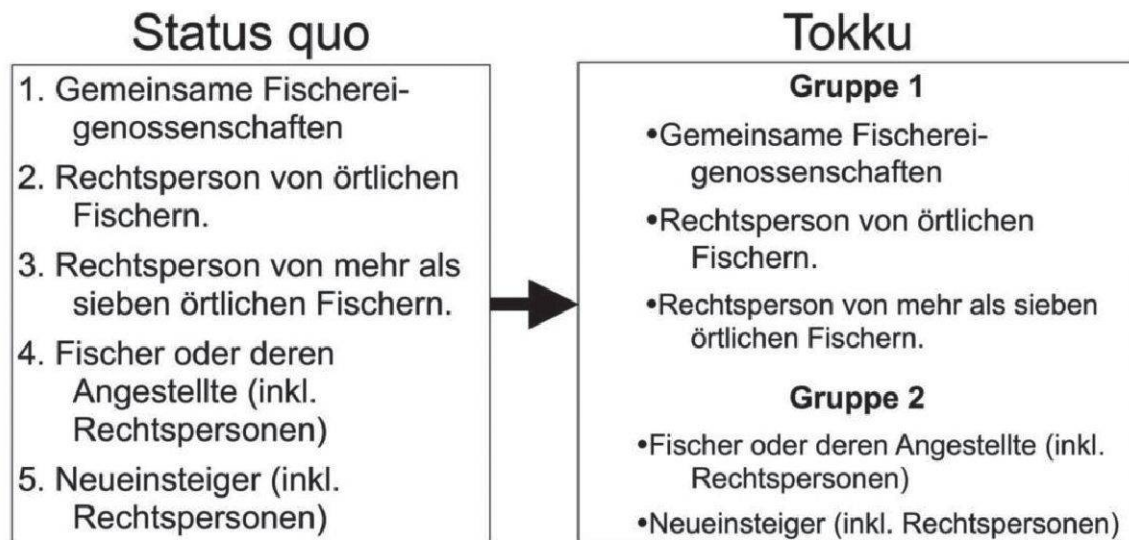 Status quo
1. Gemeinsame Fischerei-
genossenschaften
2. Rechtsperson von örtlichen
Fischern.
3. Rechtsperson von mehr als
sieben örtlichen Fischern.
4. Fischer oder deren
Angestellte (inkl.
Rechtspersonen)
5. Neueinsteiger (inkl.
Rechtspersonen)
Tokku
Gruppe 1
•Gemeinsame Fischerei-
genossenschaften
•Rechtsperson von örtlichen
Fischern.
•Rechtsperson von mehr als sieben
örtlichen Fischern.
Gruppe 2
•Fischer oder deren Angestellte (inkl.
Rechtspersonen)
•Neueinsteiger (inkl. Rechtspersonen)